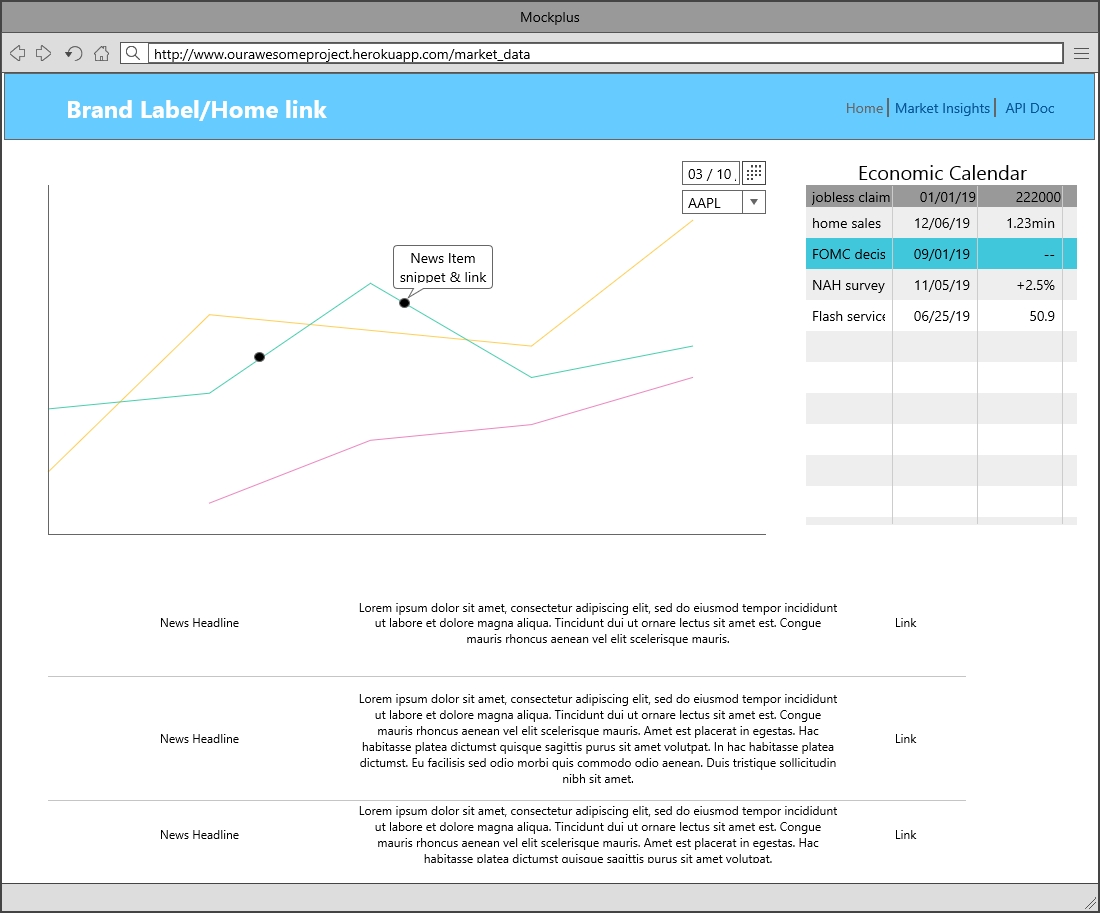 Mockplus
http://www.ourawesomeproject.herokuapp.com/market_data
Brand Label/Home link
Home
Market Insights
API Doc
03 / 10
AAPL
News Item
snippet & link
Economic Calendar
jobless claim 01/01/19 222000
home sales 12/06/19 1.23min
FOMC decis 09/01/19 --
NAH survey 11/05/19 +2.5%
Flash service 06/25/19 50.9
News Headline
Lorem ipsum dolor sit amet, consectetur adipiscing elit, sed do eiusmod tempor incididunt
ut labore et dolore magna aliqua. Tincidunt dui ut ornare lectus sit amet est. Congue
mauris rhoncus aenean vel elit scelerisque mauris.
Link
News Headline
Lorem ipsum dolor sit amet, consectetur adipiscing elit, sed do eiusmod tempor incididunt
ut labore et dolore magna aliqua. Tincidunt dui ut ornare lectus sit amet est. Congue
mauris rhoncus aenean vel elit scelerisque mauris. Amet est placerat in egestas. Hac
habitasse platea dictumst quisque sagittis purus sit amet volutpat. In hac habitasse platea
dictumst. Eu facilisis sed odio morbi quis commodo odio aenean. Duis tristique sollicitudin
nibh sit amet.
Link
News Headline
Lorem ipsum dolor sit amet, consectetur adipiscing elit, sed do eiusmod tempor incididunt
ut labore et dolore magna aliqua. Tincidunt dui ut ornare lectus sit amet est. Congue
mauris rhoncus aenean vel elit scelerisque mauris. Amet est placerat in egestas. Hac
habitasse platea dictumst quisque sagittis purus sit amet volutpat.
Link